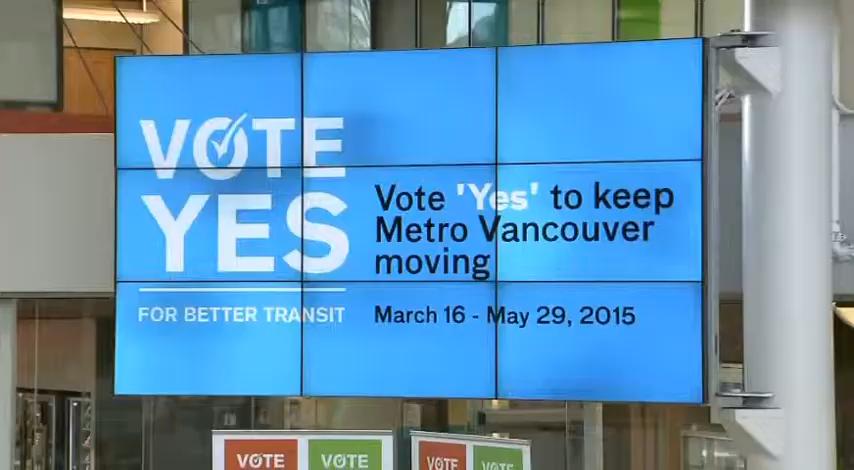 VOTE
YES
FOR BETTER TRANSIT
Vote 'Yes' to keep
Metro Vancouver
moving
March 16 - May 29, 2015
VOTE VOTE VOTE VOTE